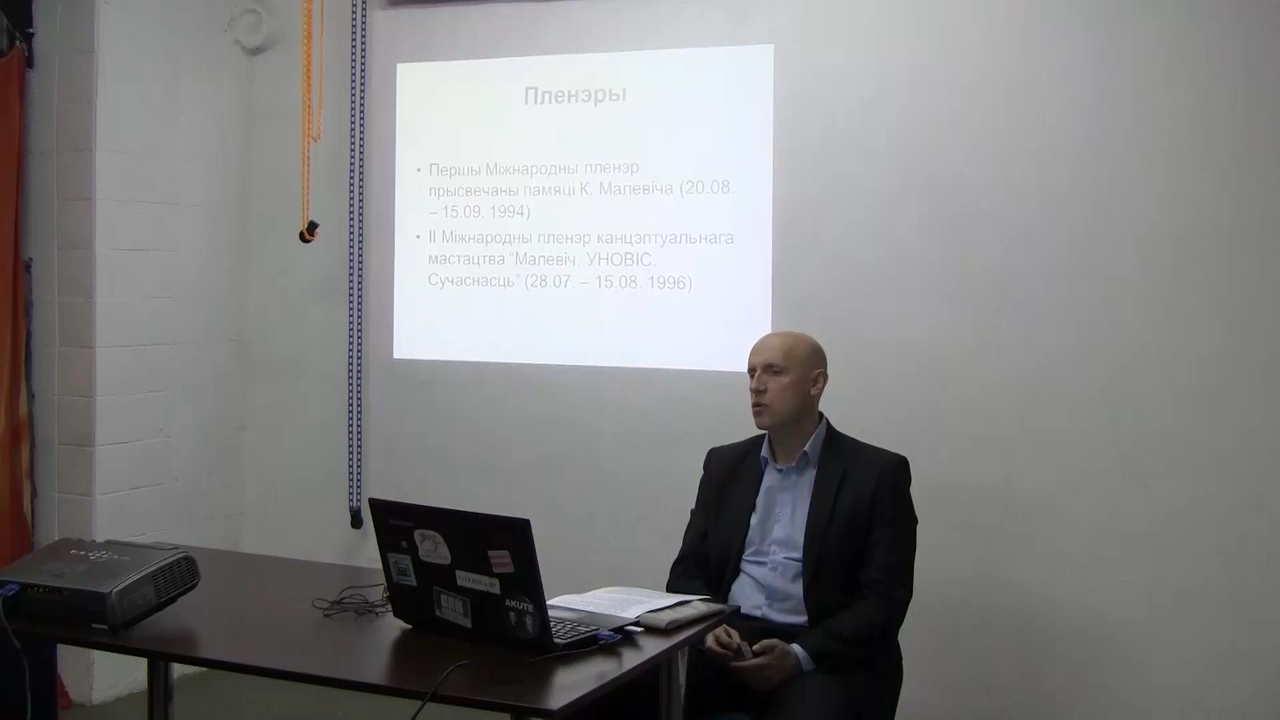 Пленэры
• Першы Міжнародны пленэр
прысвечаны памяці К. Малевіча (20.08.
– 15.09. 1994)
• II Міжнародны пленэр канцэптуальнага
мастацтва “Малевіч. УНОВІС.
Сучаснасць” (28.07. – 15.08. 1996)
AKUTE